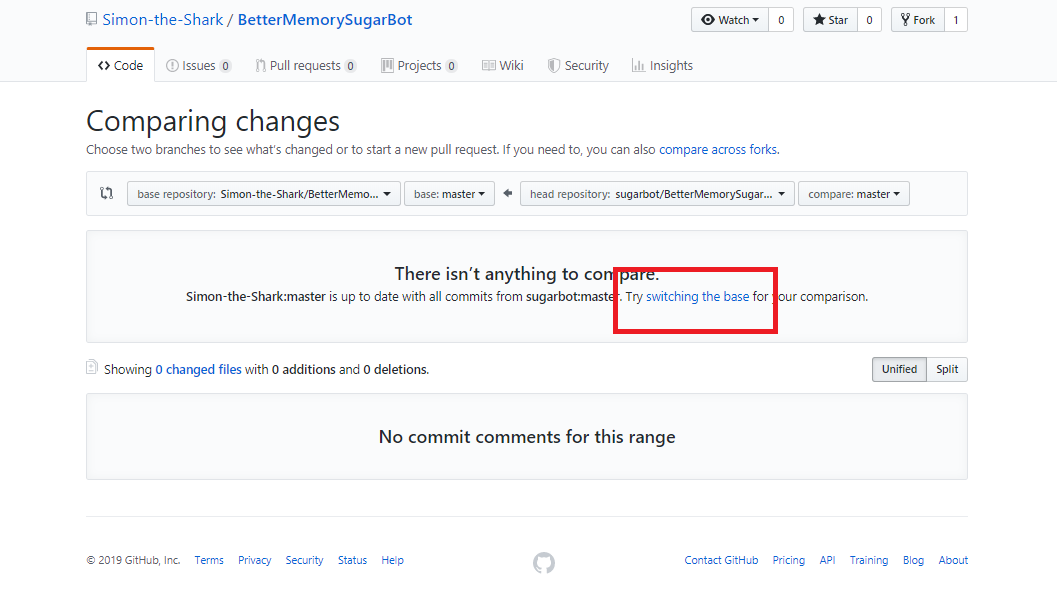 Simon-the-Shark / BetterMemorySugarBot
Watch 0 Star 0 Fork 1
Code Issues 0 Pull requests 0 Projects 0 Wiki Security Insights
Comparing changes
Choose two branches to see what's changed or to start a new pull request. If you need to, you can also compare across forks.
base repository: Simon-the-Shark/BetterMemo... base: master head repository: sugarbot/BetterMemorySugar... compare: master
There isn't anything to compare.
Simon-the-Shark:master is up to date with all commits from sugarbot:master. Try switching the base for your comparison.
Showing 0 changed files with 0 additions and 0 deletions.
Unified Split
No commit comments for this range
© 2019 GitHub, Inc. Terms Privacy Security Status Help
Contact GitHub Pricing API Training Blog About